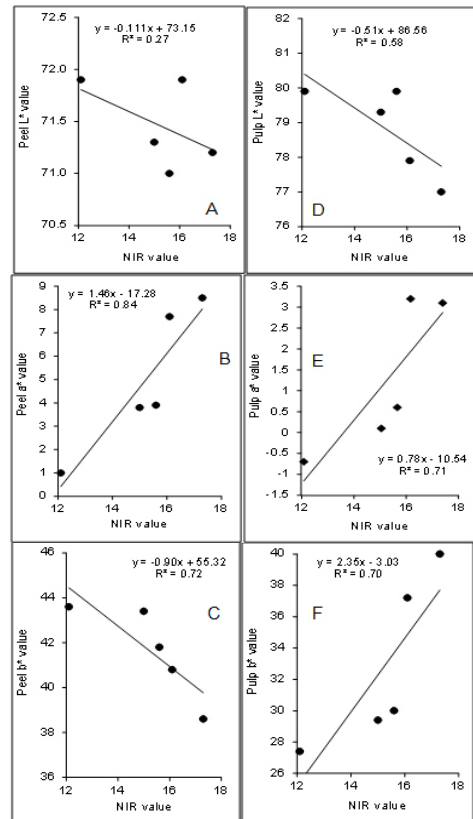 y = -0.111x + 73.15
R² = 0.27
Peel L* value
72.5
72.0
71.5
71.0
70.5
12
14
16
18
NIR value
A
y = -0.51x + 86.56
R² = 0.58
Pulp L* value
82
81
80
79
78
77
76
12
14
16
18
NIR value
D
y = 1.46x - 17.28
R² = 0.84
Peel a* value
9
8
7
6
5
4
3
2
1
0
12
14
16
18
NIR value
B
Pulp a* value
3.5
3
2.5
2
1.5
1
0.5
0
-0.5
-1
-1.5
12
14
16
18
NIR value
E
y = 0.78x - 10.54
R² = 0.71
y = -0.90x + 55.32
R² = 0.72
Peel b* value
46
44
42
40
38
36
12
14
16
18
NIR value
C
y = 2.35x - 3.03
R² = 0.70
Pulp b* value
40
38
36
34
32
30
28
26
12
14
16
18
NIR value
F